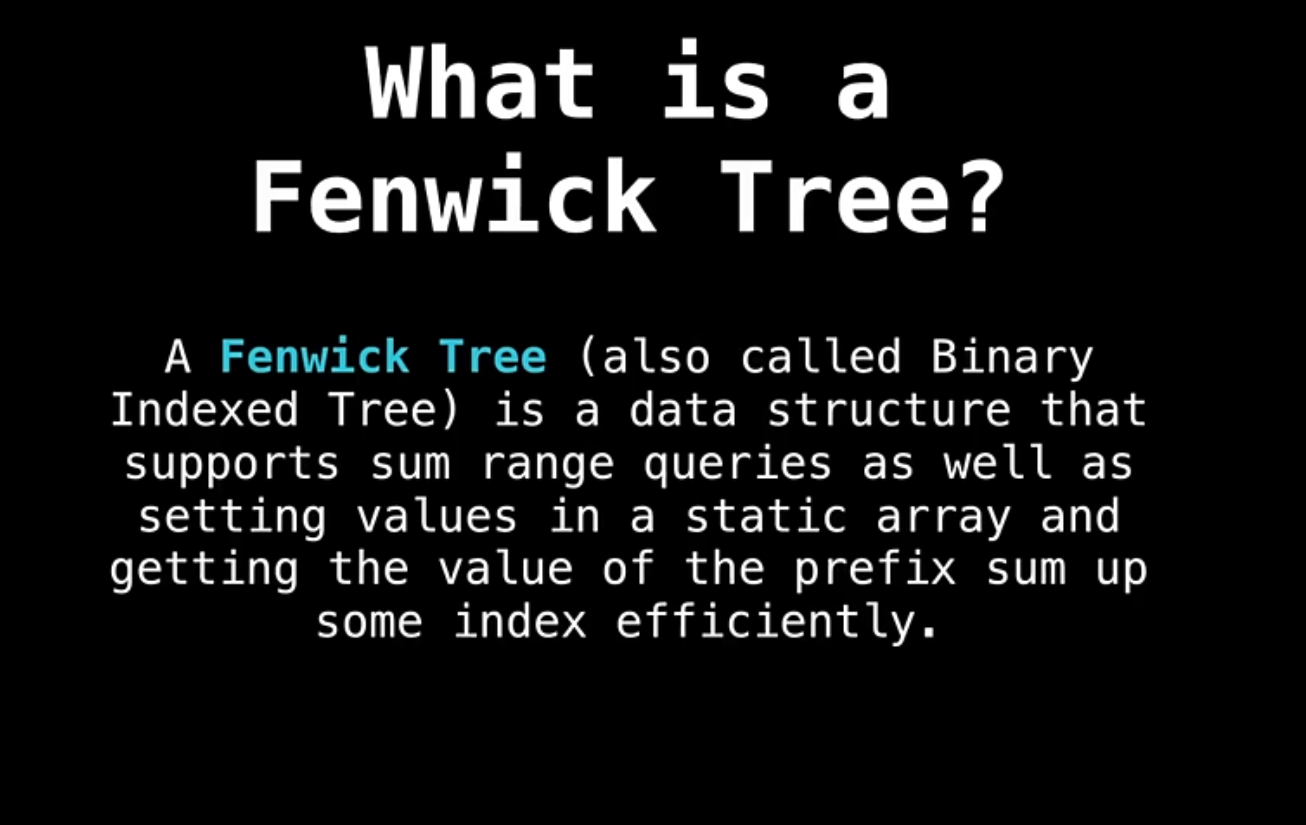 What is a
Fenwick Tree?
A Fenwick Tree (also called Binary
Indexed Tree) is a data structure that
supports sum range queries as well as
setting values in a static array and
getting the value of the prefix sum up
some index efficiently.